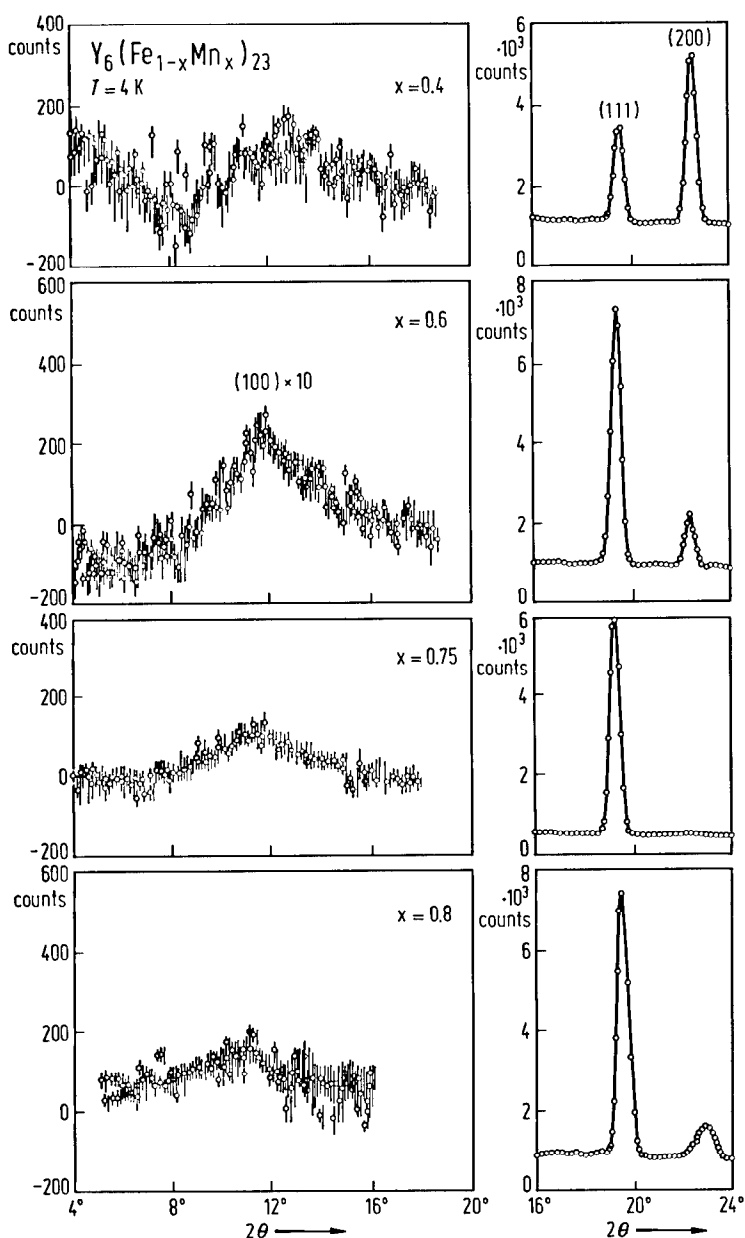 400
counts
200
0
-200
Y₆(Fe₁₋ₓMnₓ)₂₃
T = 4 K
x = 0.4
6
·10³
counts
4
2
0
(111)
(200)
600
counts
400
200
0
-200
x = 0.6
(100) × 10
8
·10³
counts
6
4
2
0
400
counts
200
0
-200
x = 0.75
6
·10³
counts
4
2
0
600
counts
400
200
0
-200
x = 0.8
4° 8° 12° 16° 20°
2θ
8
·10³
counts
6
4
2
0
16° 20° 24°
2θ